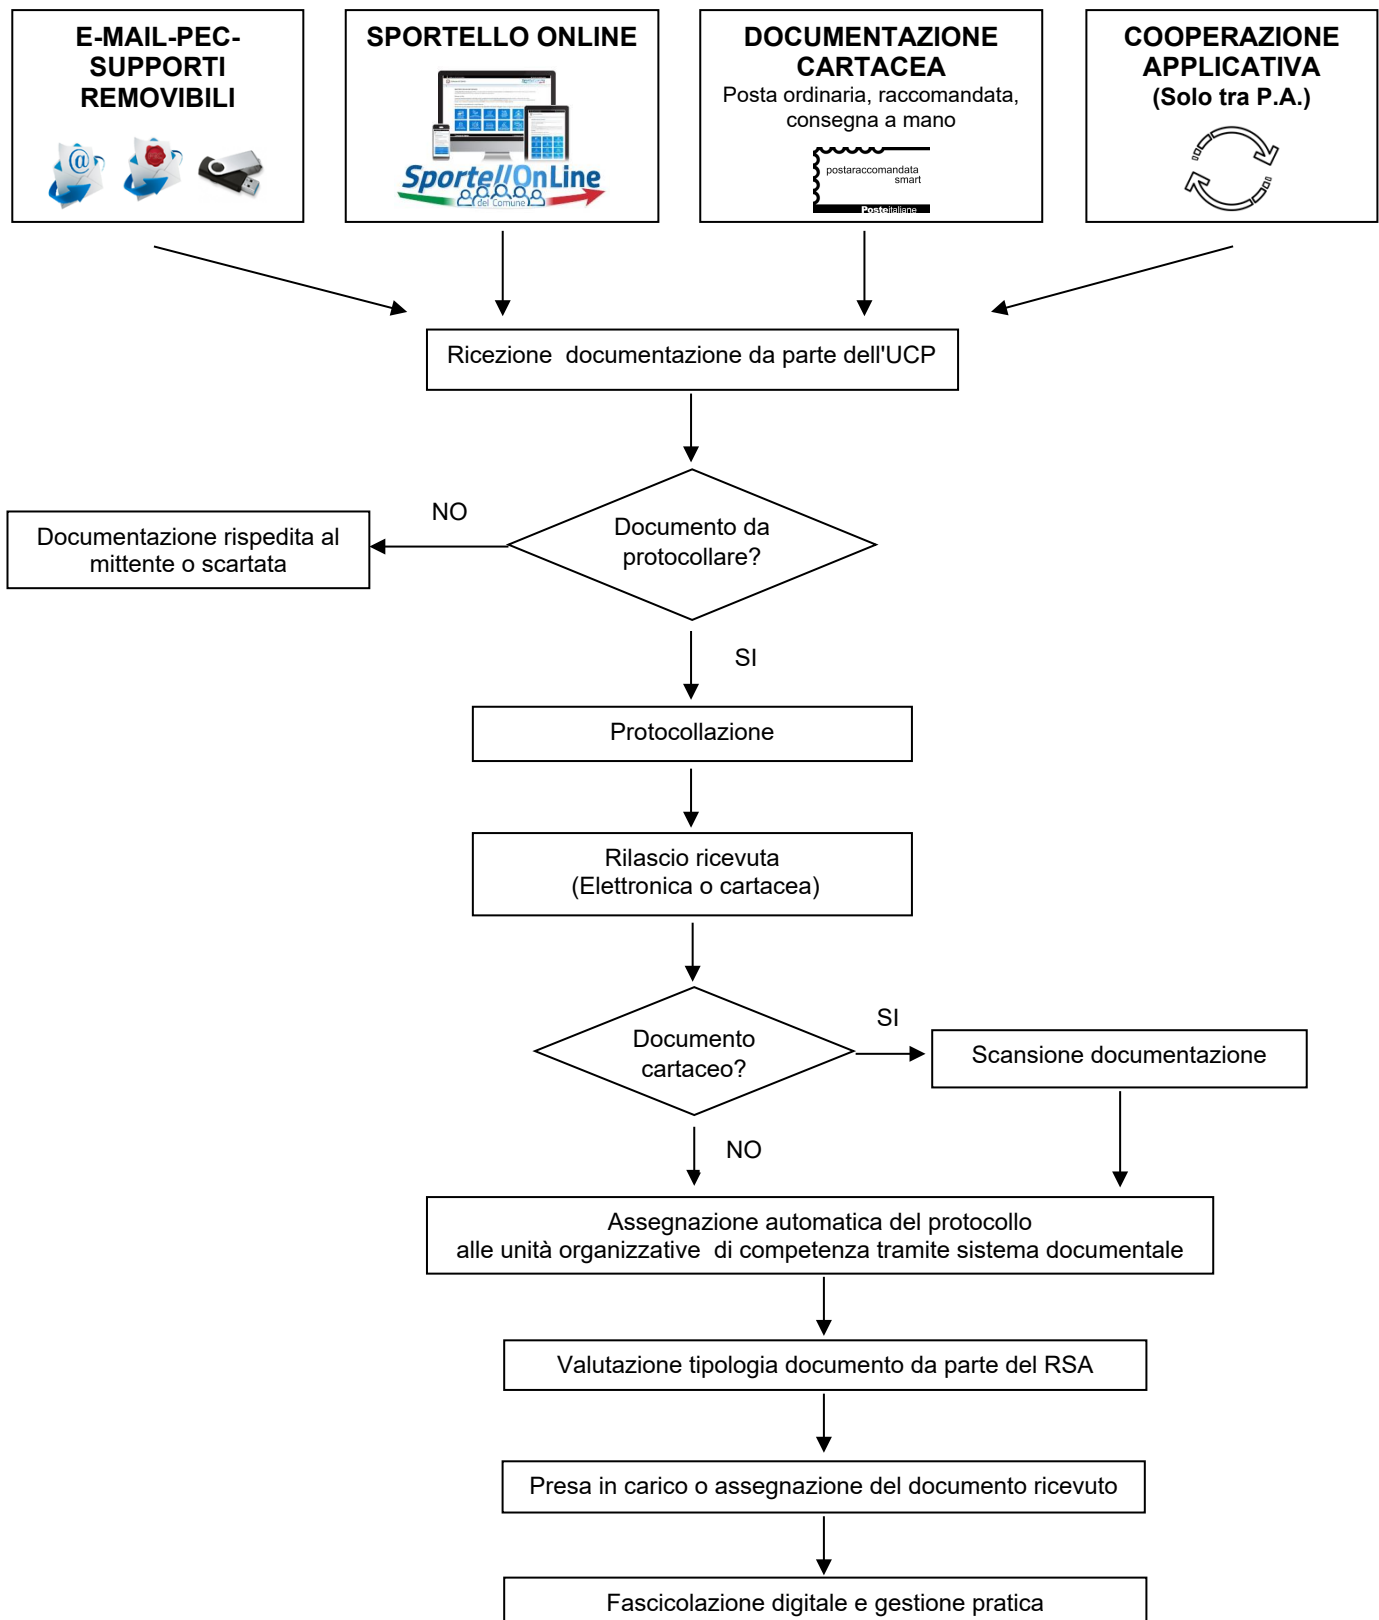 E-MAIL-PEC-
SUPPORTI
REMOVIBILI
SPORTELLO ONLINE
SportellOnLine
del Comune
DOCUMENTAZIONE
CARTACEA
Posta ordinaria, raccomandata,
consegna a mano
postaraccomandata
smart
Posteitaliane
COOPERAZIONE
APPLICATIVA
(Solo tra P.A.)
Ricezione  documentazione da parte dell'UCP
NO
Documento da
protocollare?
Documentazione rispedita al
mittente o scartata
SI
Protocollazione
Rilascio ricevuta
(Elettronica o cartacea)
Documento
cartaceo?
SI
Scansione documentazione
NO
Assegnazione automatica del protocollo
alle unità organizzative  di competenza tramite sistema documentale
Valutazione tipologia documento da parte del RSA
Presa in carico o assegnazione del documento ricevuto
Fascicolazione digitale e gestione pratica